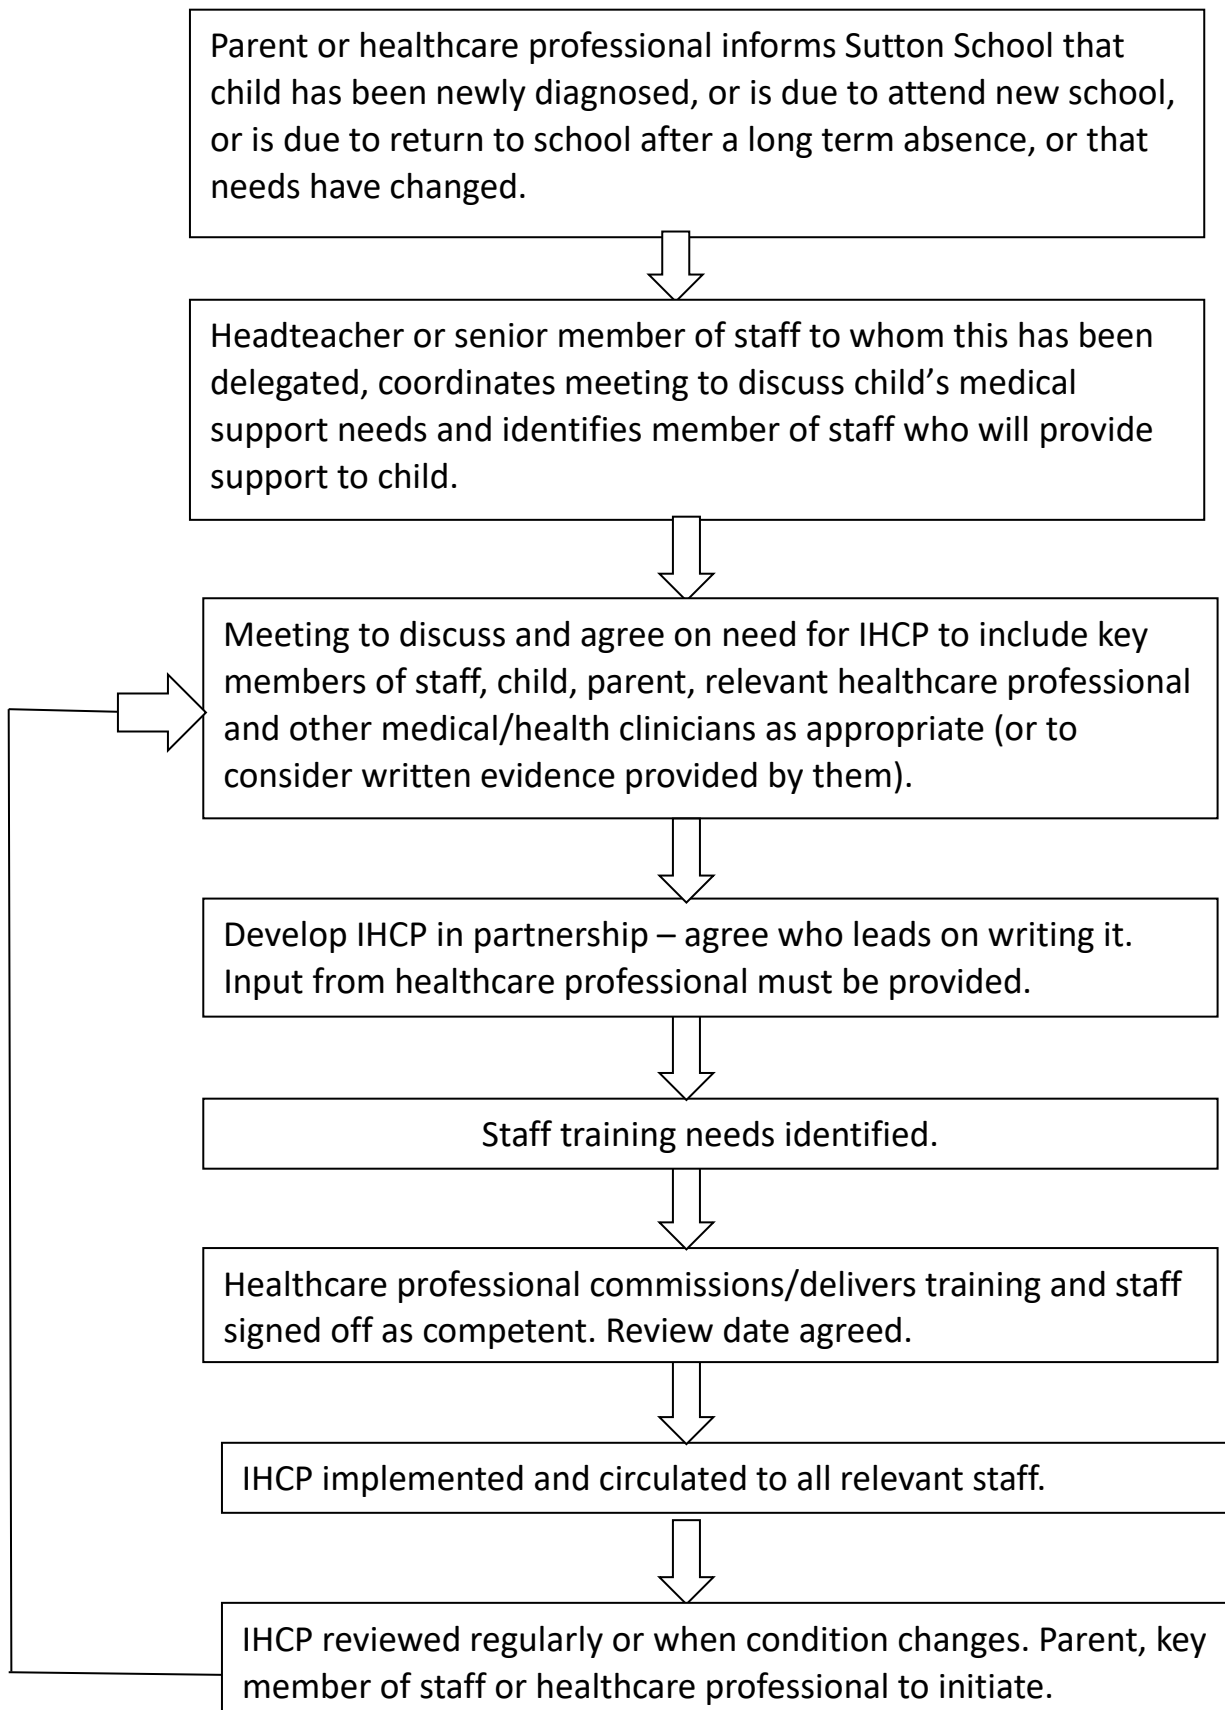 Parent or healthcare professional informs Sutton School that
child has been newly diagnosed, or is due to attend new school,
or is due to return to school after a long term absence, or that
needs have changed.
Headteacher or senior member of staff to whom this has been
delegated, coordinates meeting to discuss child’s medical
support needs and identifies member of staff who will provide
support to child.
Meeting to discuss and agree on need for IHCP to include key
members of staff, child, parent, relevant healthcare professional
and other medical/health clinicians as appropriate (or to
consider written evidence provided by them).
Develop IHCP in partnership – agree who leads on writing it.
Input from healthcare professional must be provided.
Staff training needs identified.
Healthcare professional commissions/delivers training and staff
signed off as competent. Review date agreed.
IHCP implemented and circulated to all relevant staff.
IHCP reviewed regularly or when condition changes. Parent, key
member of staff or healthcare professional to initiate.